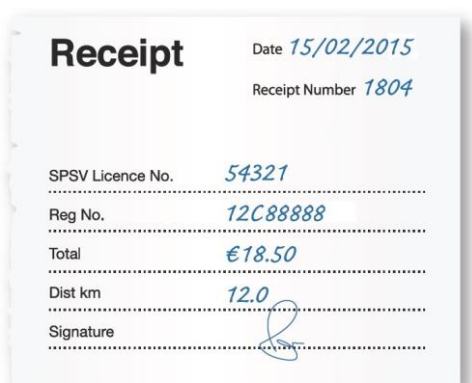 Receipt
Date 15/02/2015
Receipt Number 1804
SPSV Licence No. 54321
Reg No. 12C88888
Total €18.50
Dist km 12.0
Signature